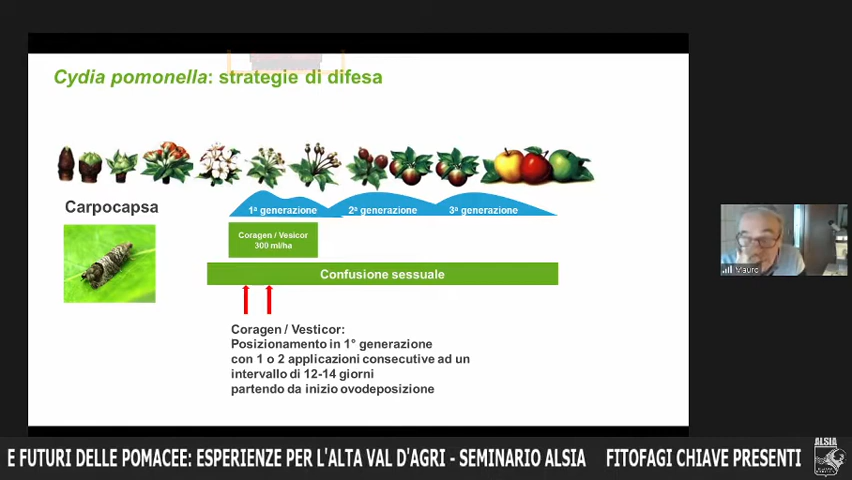 Cydia pomonella: strategie di difesa
Carpocapsa
1ª generazione
2ª generazione
3ª generazione
Coragen / Vesicor
300 ml/ha
Confusione sessuale
Coragen / Vesticor:
Posizionamento in 1° generazione
con 1 o 2 applicazioni consecutive ad un
intervallo di 12-14 giorni
partendo da inizio ovodeposizione
Mauro
ALSIA
E FUTURI DELLE POMACEE: ESPERIENZE PER L'ALTA VAL D'AGRI - SEMINARIO ALSIA FITOFAGI CHIAVE PRESENTI